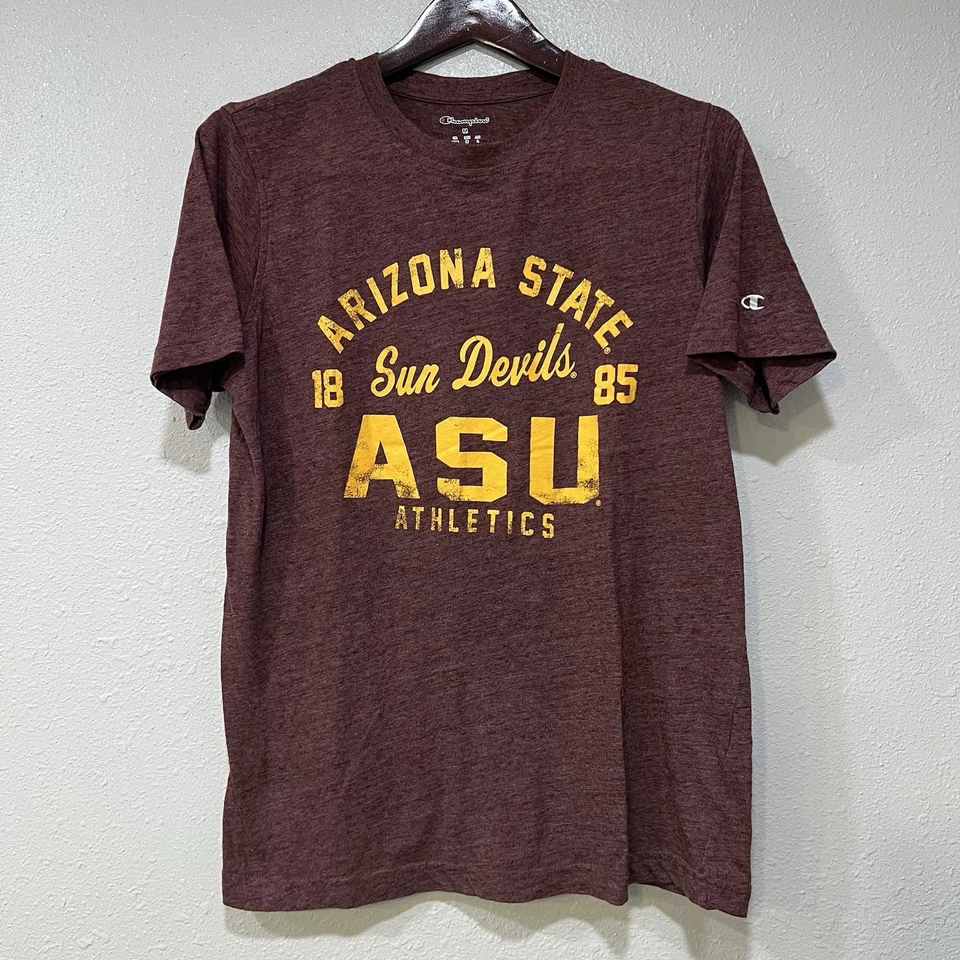 Champion
M
ARIZONA STATE®
Sun Devils®
18 85
ASU®
ATHLETICS
C